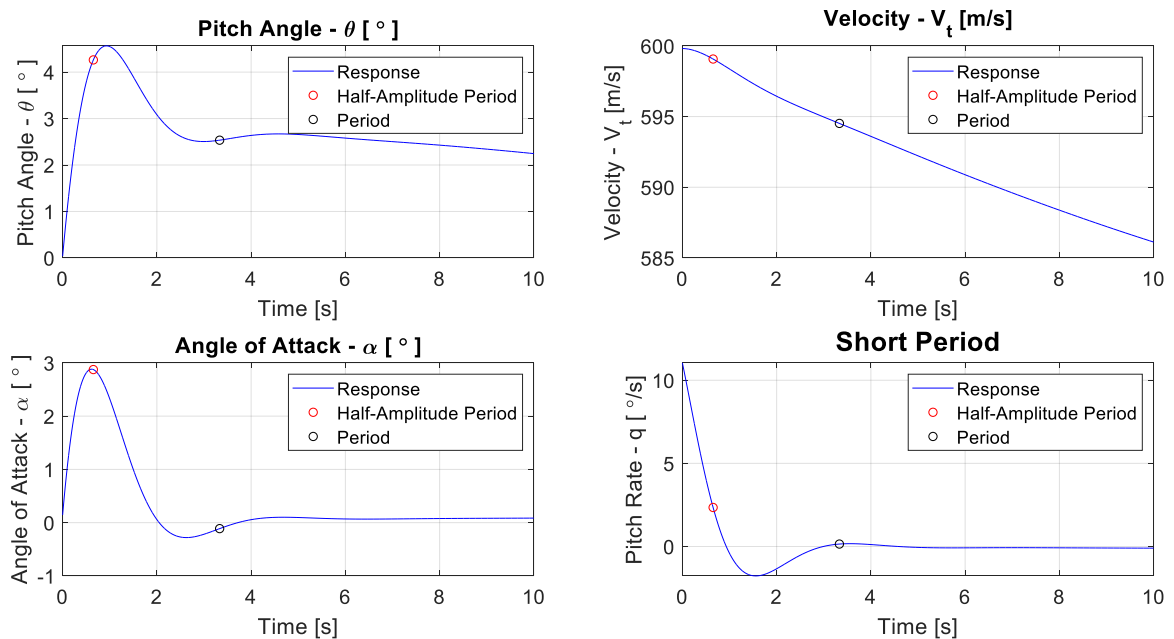 Pitch Angle - θ [ ° ]
Pitch Angle - θ [ ° ]
4
3
2
1
0
0 2 4 6 8 10
Time [s]
Response
Half-Amplitude Period
Period
Velocity - Vt [m/s]
Velocity - Vt [m/s]
600
595
590
585
0 2 4 6 8 10
Time [s]
Response
Half-Amplitude Period
Period
Angle of Attack - α [ ° ]
Angle of Attack - α [ ° ]
3
2
1
0
-1
0 2 4 6 8 10
Time [s]
Response
Half-Amplitude Period
Period
Short Period
Pitch Rate - q [ °/s]
10
5
0
0 2 4 6 8 10
Time [s]
Response
Half-Amplitude Period
Period